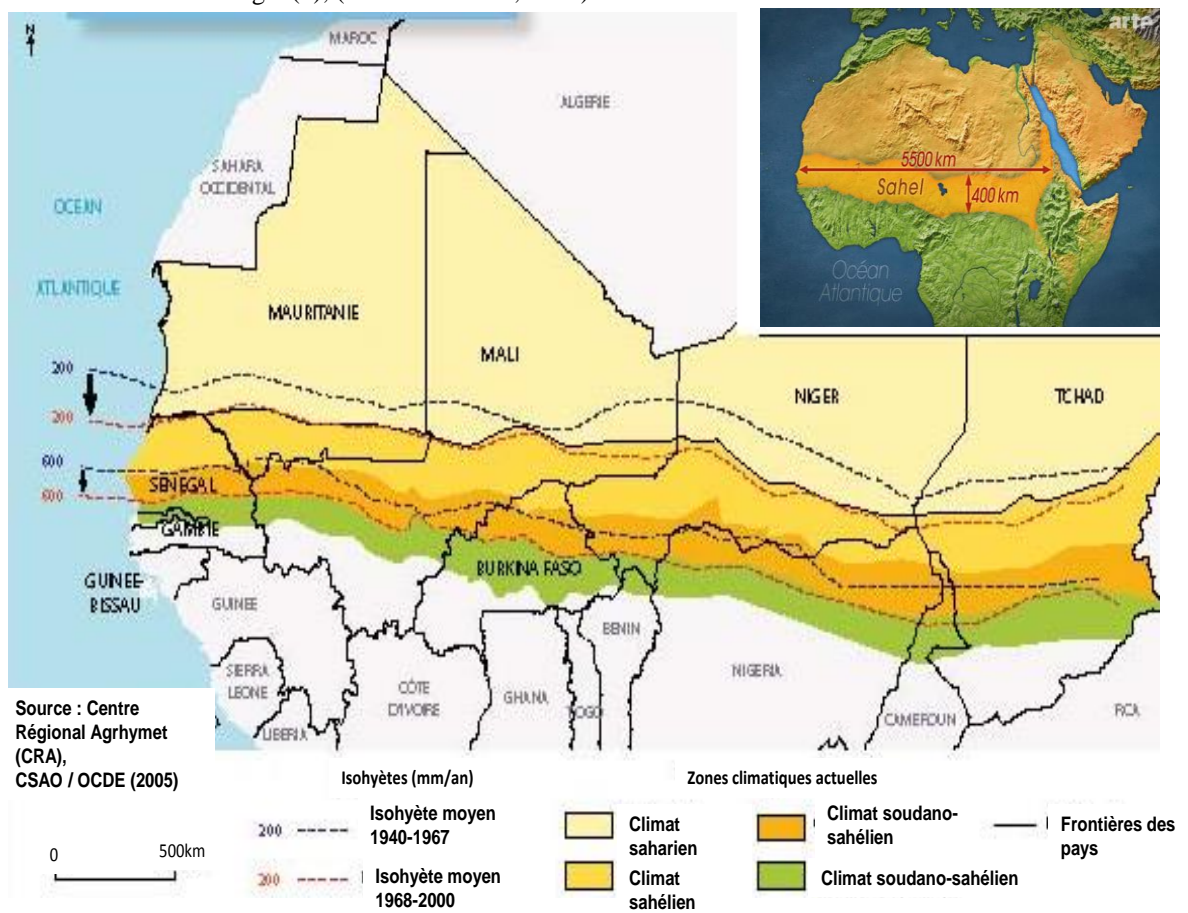 N
MAROC
ALGERIE
SAHARA
OCCIDENTAL
OCEAN
ATLANTIQUE
MAURITANIE
MALI
NIGER
TCHAD
200
200
600
600
SENEGAL
GAMBIE
GUINEE-
BISSAU
GUINEE
SIERRA
LEONE
LIBERIA
CÔTE
D'IVOIRE
BURKINA FASO
GHANA
TOGO
BENIN
NIGERIA
CAMEROUN
RCA
arte
5500 km
Sahel
400 km
Océan
Atlantique
Source : Centre
Régional Agrhymet
(CRA),
CSAO / OCDE (2005)
0 500km
Isohyètes (mm/an)
200 Isohyète moyen
1940-1967
200 Isohyète moyen
1968-2000
Zones climatiques actuelles
Climat
saharien
Climat
sahélien
Climat soudano-
sahélien
Climat soudano-sahélien
Frontières des
pays